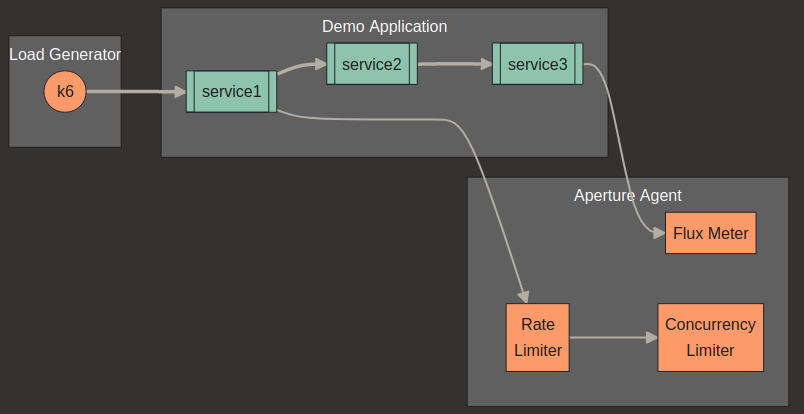 Load Generator
k6
Demo Application
service1
service2
service3
Aperture Agent
Flux Meter
Rate
Limiter
Concurrency
Limiter